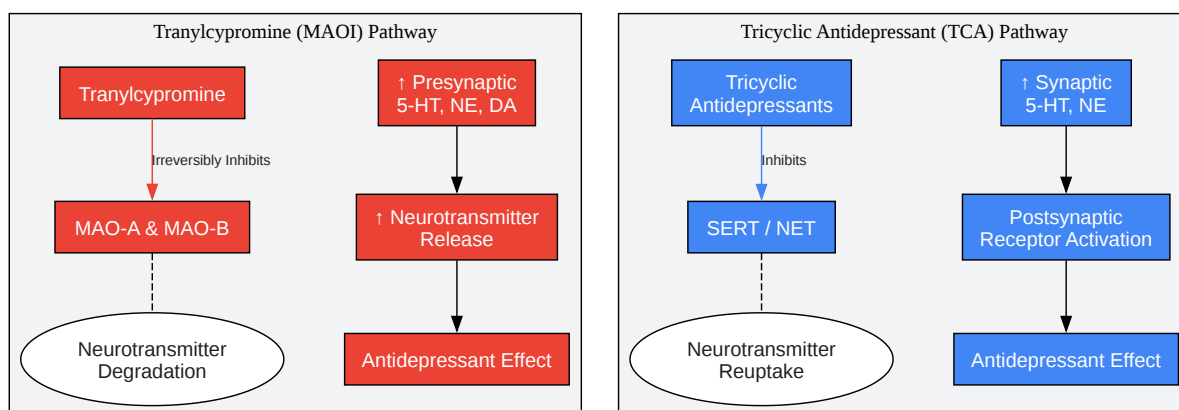 Tranylcypromine (MAOI) Pathway
Tranylcypromine
Irreversibly Inhibits
MAO-A & MAO-B
Neurotransmitter
Degradation
↑ Presynaptic
5-HT, NE, DA
↑ Neurotransmitter
Release
Antidepressant Effect
Tricyclic Antidepressant (TCA) Pathway
Tricyclic
Antidepressants
Inhibits
SERT / NET
Neurotransmitter
Reuptake
↑ Synaptic
5-HT, NE
Postsynaptic
Receptor Activation
Antidepressant Effect